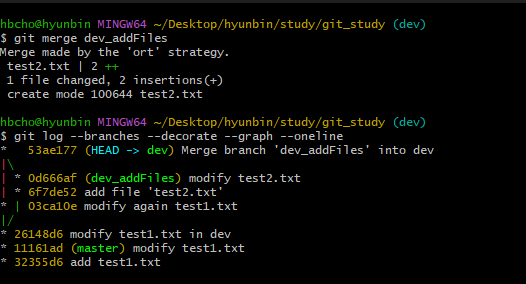 hbcho@hyunbin MINGW64 ~/Desktop/hyunbin/study/git_study (dev)
$ git merge dev_addFiles
Merge made by the 'ort' strategy.
 test2.txt | 2 ++
 1 file changed, 2 insertions(+)
 create mode 100644 test2.txt

hbcho@hyunbin MINGW64 ~/Desktop/hyunbin/study/git_study (dev)
$ git log --branches --decorate --graph --oneline
*   53ae177 (HEAD -> dev) Merge branch 'dev_addFiles' into dev
|\
| * 0d666af (dev_addFiles) modify test2.txt
| * 6f7de52 add file 'test2.txt'
* | 03ca10e modify again test1.txt
|/
* 26148d6 modify test1.txt in dev
* 11161ad (master) modify test1.txt
* 32355d6 add test1.txt